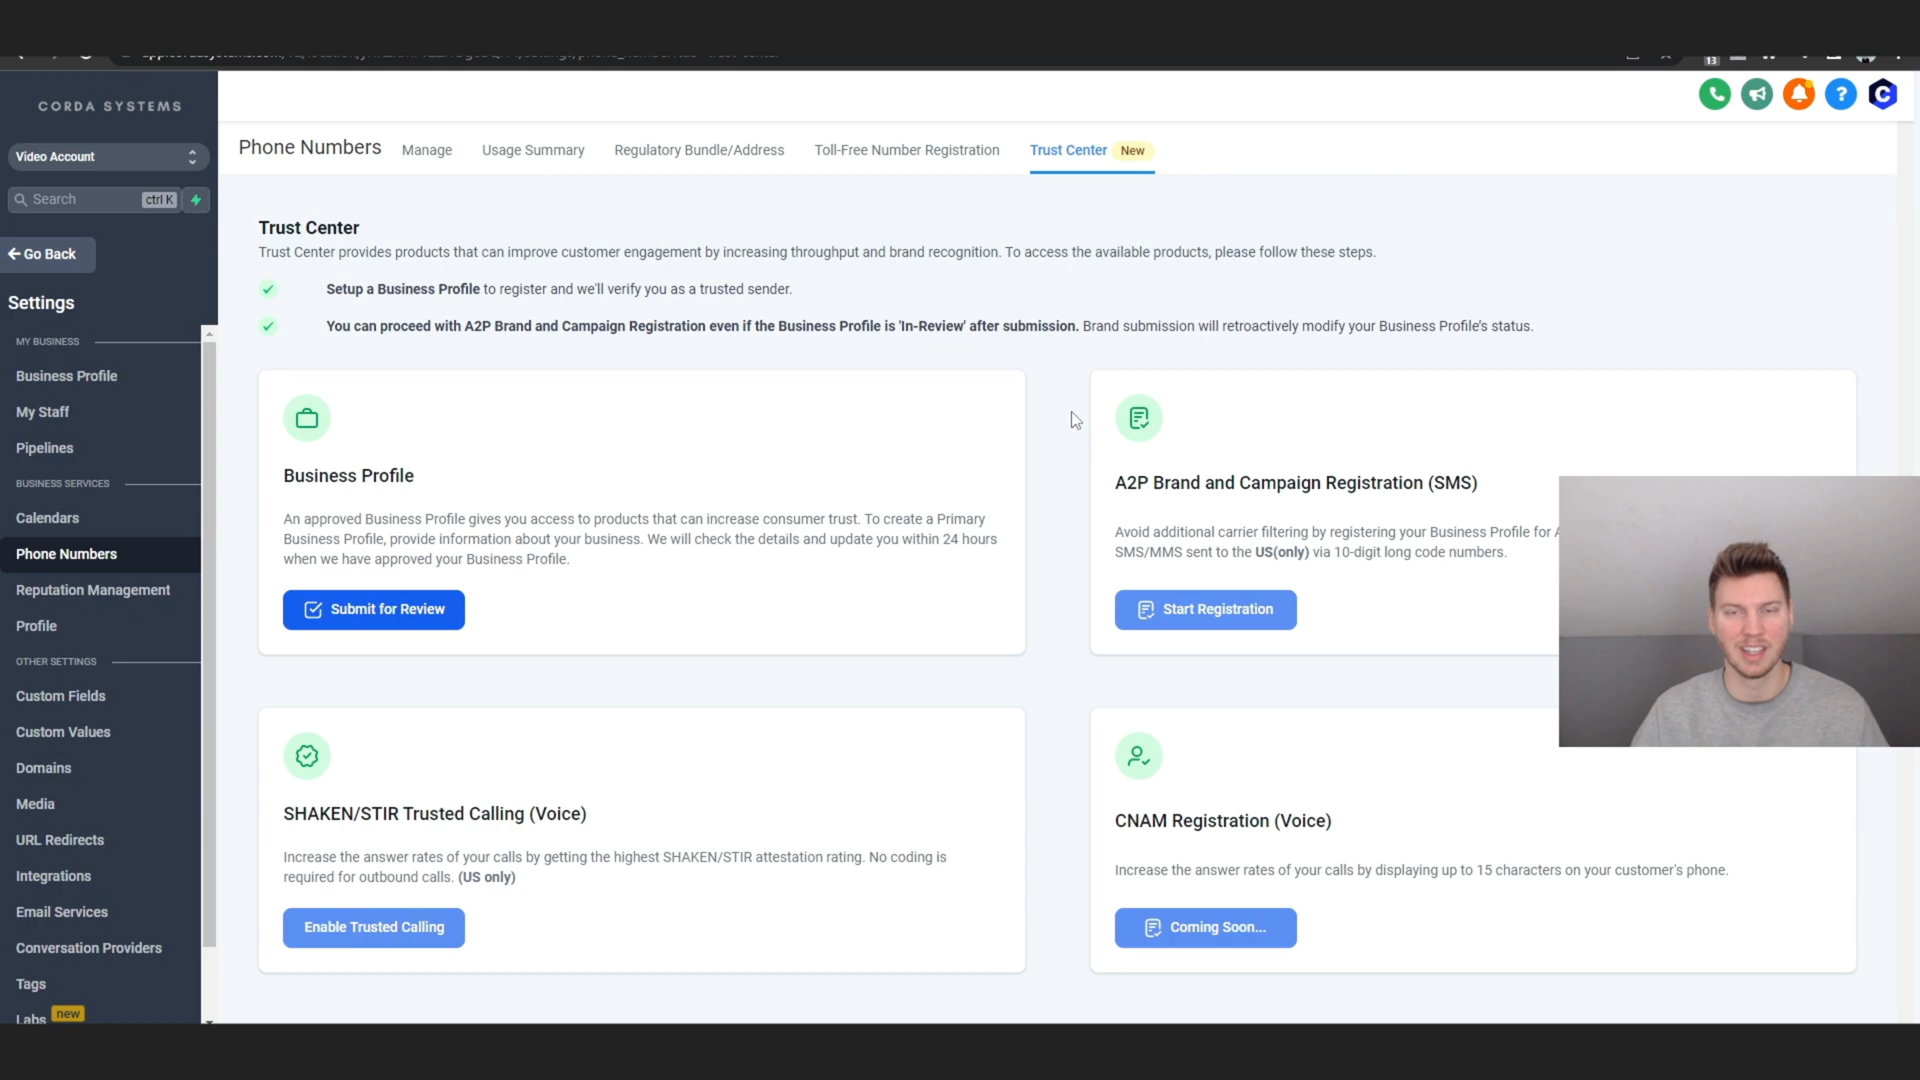 13
CORDA SYSTEMS
Video Account
Search ctrl K
Go Back
Settings
MY BUSINESS
Business Profile
My Staff
Pipelines
BUSINESS SERVICES
Calendars
Phone Numbers
Reputation Management
Profile
OTHER SETTINGS
Custom Fields
Custom Values
Domains
Media
URL Redirects
Integrations
Email Services
Conversation Providers
Tags
Labs new
Phone Numbers Manage Usage Summary Regulatory Bundle/Address Toll-Free Number Registration Trust Center New
Trust Center
Trust Center provides products that can improve customer engagement by increasing throughput and brand recognition. To access the available products, please follow these steps.
Setup a Business Profile to register and we'll verify you as a trusted sender.
You can proceed with A2P Brand and Campaign Registration even if the Business Profile is 'In-Review' after submission. Brand submission will retroactively modify your Business Profile's status.
Business Profile
An approved Business Profile gives you access to products that can increase consumer trust. To create a Primary
Business Profile, provide information about your business. We will check the details and update you within 24 hours
when we have approved your Business Profile.
Submit for Review
A2P Brand and Campaign Registration (SMS)
Avoid additional carrier filtering by registering your Business Profile for
SMS/MMS sent to the US(only) via 10-digit long code numbers.
Start Registration
SHAKEN/STIR Trusted Calling (Voice)
Increase the answer rates of your calls by getting the highest SHAKEN/STIR attestation rating. No coding is
required for outbound calls. (US only)
Enable Trusted Calling
CNAM Registration (Voice)
Increase the answer rates of your calls by displaying up to 15 characters on your customer's phone.
Coming Soon...